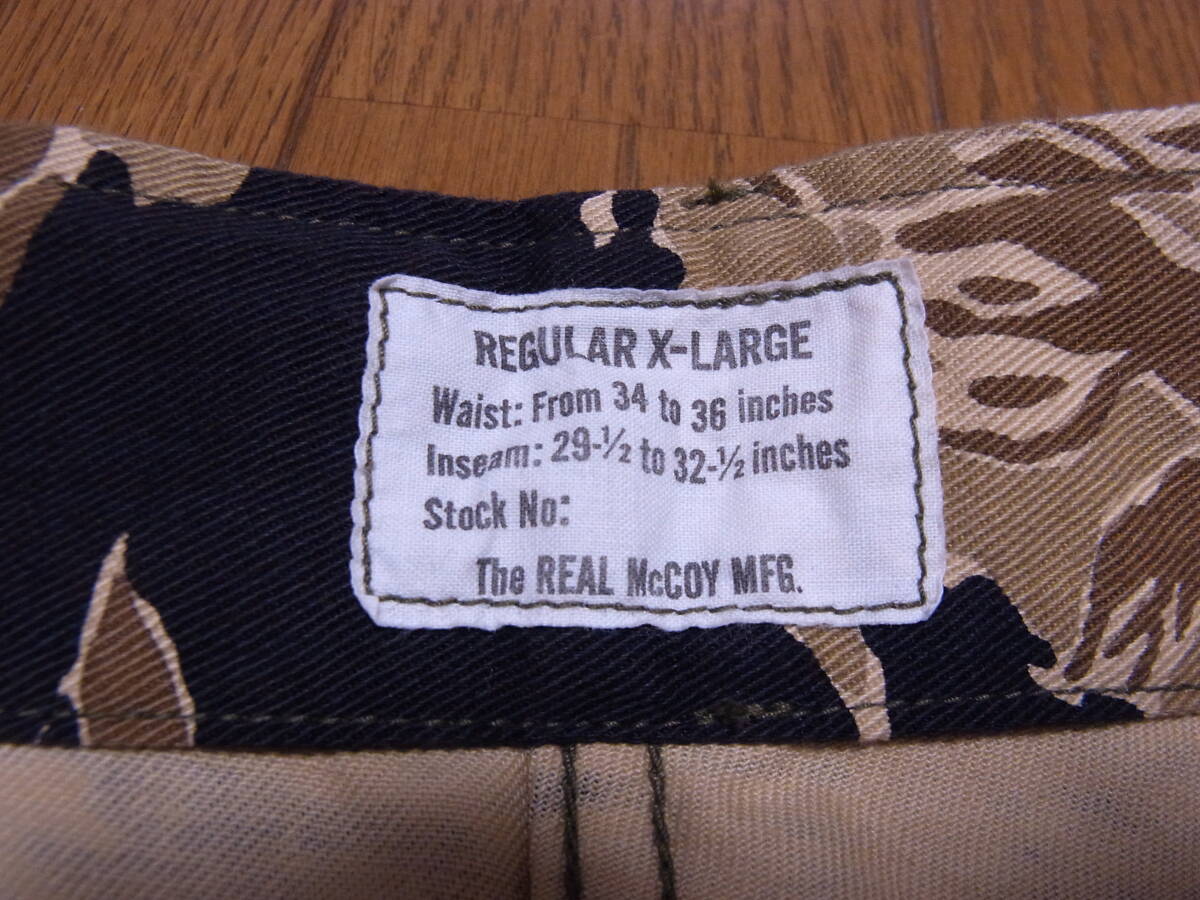 REGULAR X-LARGE
Waist: From 34 to 36 inches
Inseam: 29-½ to 32-½ inches
Stock No:
The REAL McCOY MFG.